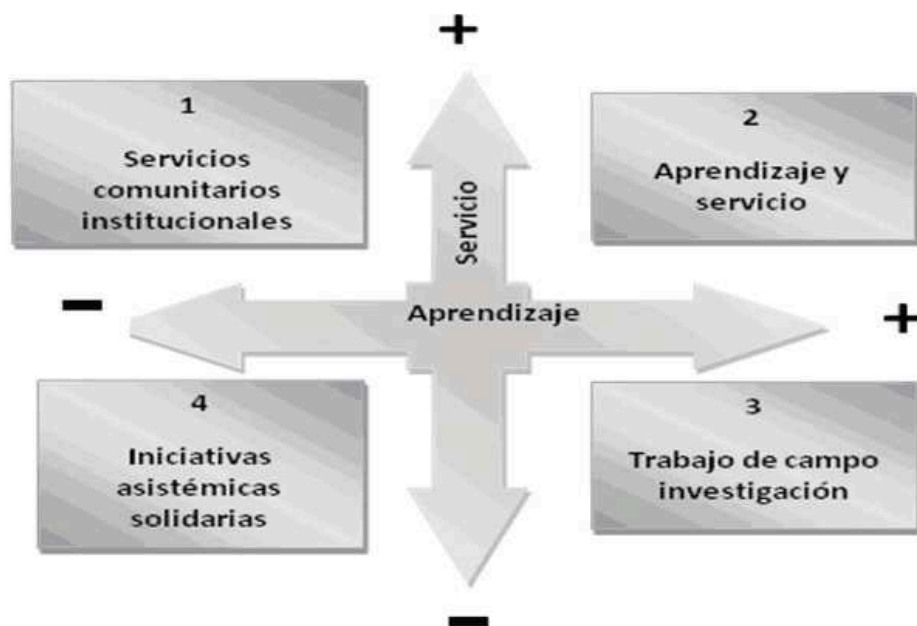 +
1
Servicios
comunitarios
institucionales
2
Aprendizaje y
servicio
Servicio
−
Aprendizaje
+
4
Iniciativas
asistémicas
solidarias
3
Trabajo de campo
investigación
−